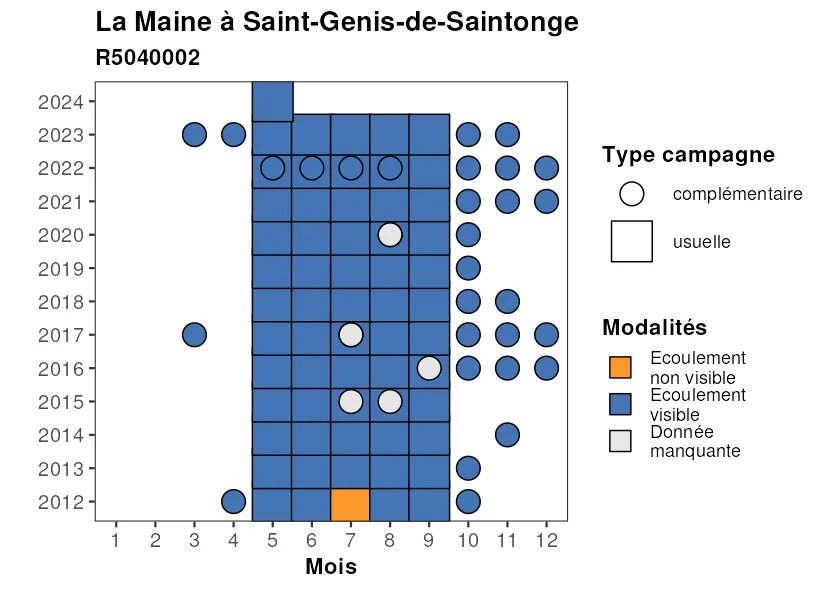 La Maine à Saint-Genis-de-Saintonge
R5040002
2024
2023
2022
2021
2020
2019
2018
2017
2016
2015
2014
2013
2012
1 2 3 4 5 6 7 8 9 10 11 12
Mois
Type campagne
complémentaire
usuelle
Modalités
Ecoulement
non visible
Ecoulement
visible
Donnée
manquante